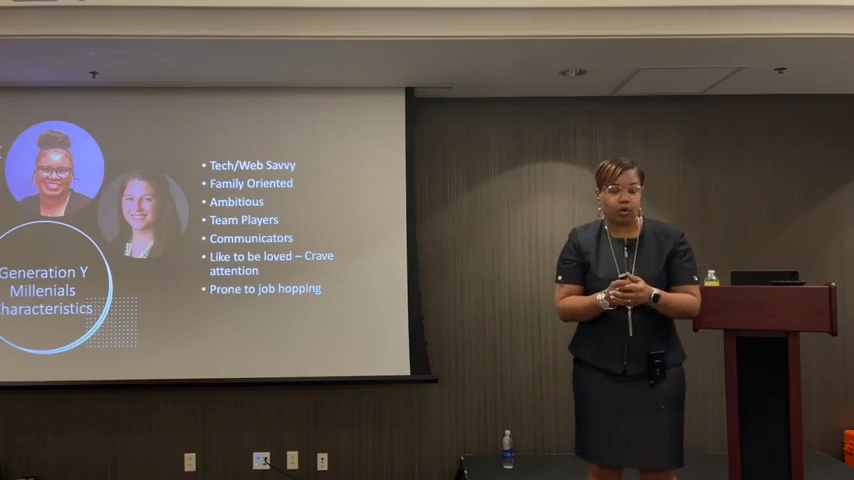 Generation Y
Millenials
Characteristics
• Tech/Web Savvy
• Family Oriented
• Ambitious
• Team Players
• Communicators
• Like to be loved – Crave
attention
• Prone to job hopping